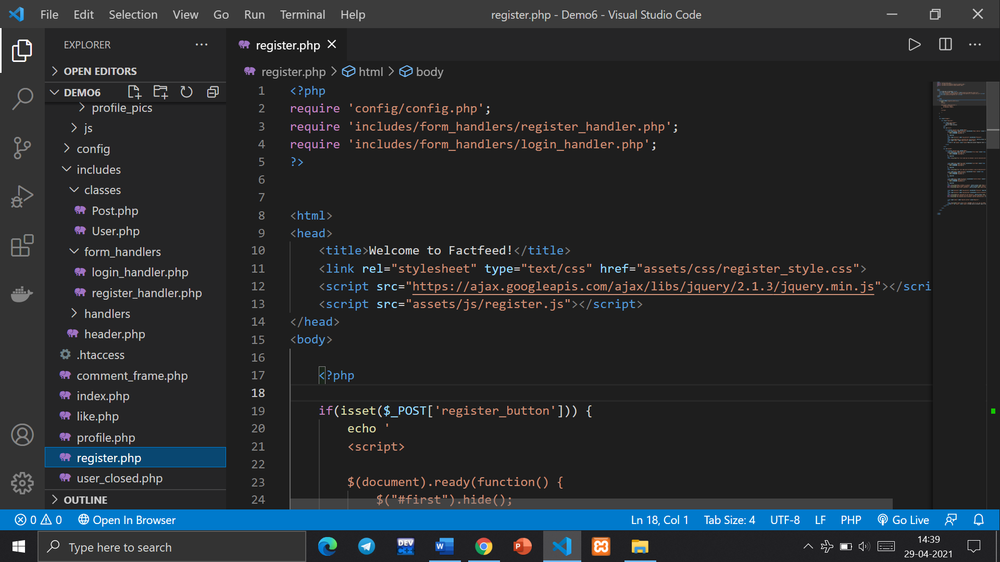 File Edit Selection View Go Run Terminal Help register.php - Demo6 - Visual Studio Code
EXPLORER
OPEN EDITORS
DEMO6
profile_pics
js
config
includes
classes
Post.php
User.php
form_handlers
login_handler.php
register_handler.php
handlers
header.php
.htaccess
comment_frame.php
index.php
like.php
profile.php
register.php
user_closed.php
OUTLINE
register.php
register.php > html > body
1 <?php
2 require 'config/config.php';
3 require 'includes/form_handlers/register_handler.php';
4 require 'includes/form_handlers/login_handler.php';
5 ?>
6
7
8 <html>
9 <head>
10 <title>Welcome to Factfeed!</title>
11 <link rel="stylesheet" type="text/css" href="assets/css/register_style.css">
12 <script src="https://ajax.googleapis.com/ajax/libs/jquery/2.1.3/jquery.min.js"></scri
13 <script src="assets/js/register.js"></script>
14 </head>
15 <body>
16
17 <?php
18
19 if(isset($_POST['register_button'])) {
20 echo '
21 <script>
22
23 $(document).ready(function() {
24 $("#first").hide();
0 0 Open In Browser Ln 18, Col 1 Tab Size: 4 UTF-8 LF PHP Go Live
Type here to search
DEV
C++
W
P
14:39
29-04-2021